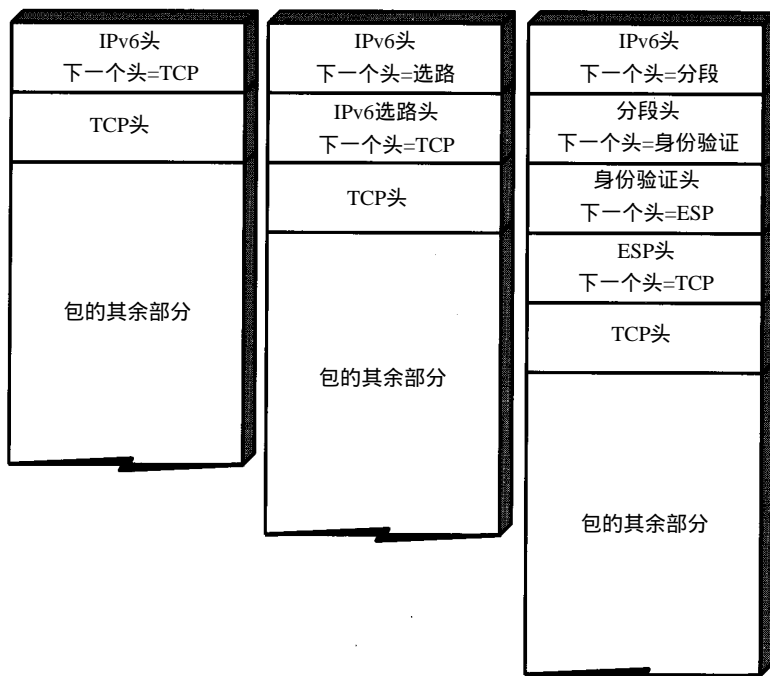 IPv6头
下一个头=TCP
TCP头
包的其余部分
IPv6头
下一个头=选路
IPv6选路头
下一个头=TCP
TCP头
包的其余部分
IPv6头
下一个头=分段
分段头
下一个头=身份验证
身份验证头
下一个头=ESP
ESP头
下一个头=TCP
TCP头
包的其余部分